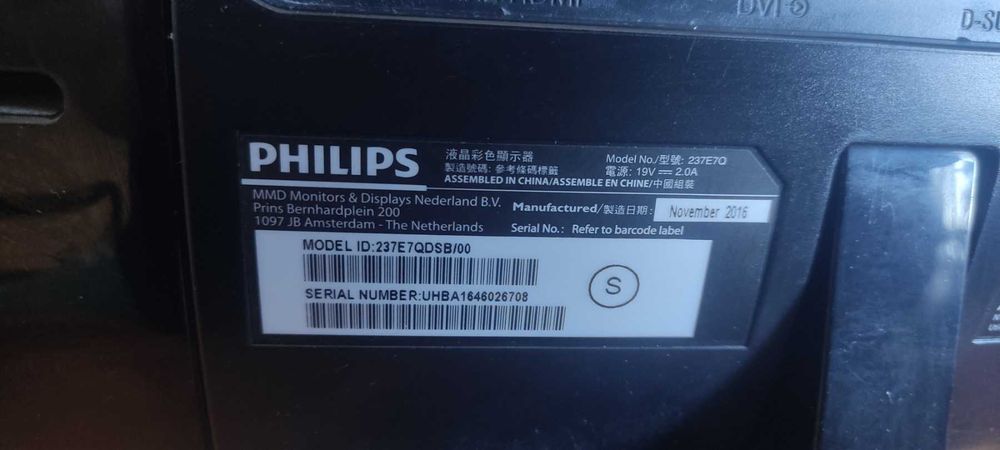 HDMI
DVI
D-SU
PHILIPS
液晶彩色顯示器
製造號碼: 參考條碼標籤
ASSEMBLED IN CHINA/ASSEMBLE EN CHINE/中國組裝
Model No./型號: 237E7Q
電源: 19V ⎓ 2.0A
MMD Monitors & Displays Nederland B.V.
Prins Bernhardplein 200
1097 JB Amsterdam - The Netherlands
Manufactured/製造日期: November 2016
Serial No.: Refer to barcode label
MODEL ID:237E7QDSB/00
SERIAL NUMBER:UHBA1646026708
S